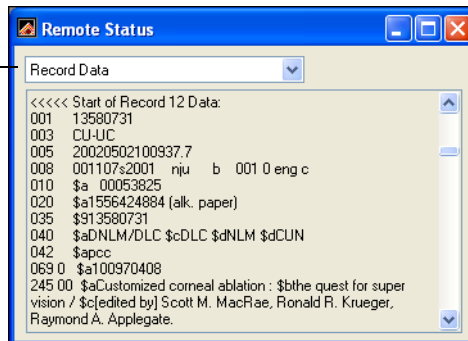 Remote Status
Record Data
<<<<< Start of Record 12 Data:
001 13580731
003 CU-UC
005 20020502100937.7
008 001107s2001 nju b 001 0 eng c
010 $a 00053825
020 $a1556424884 (alk. paper)
035 $913580731
040 $aDNLM/DLC $cDLC $dNLM $dCUN
042 $apcc
069 0 $a100970408
245 00 $aCustomized corneal ablation : $bthe quest for super
vision / $c[edited by] Scott M. MacRae, Ronald R. Krueger,
Raymond A. Applegate.